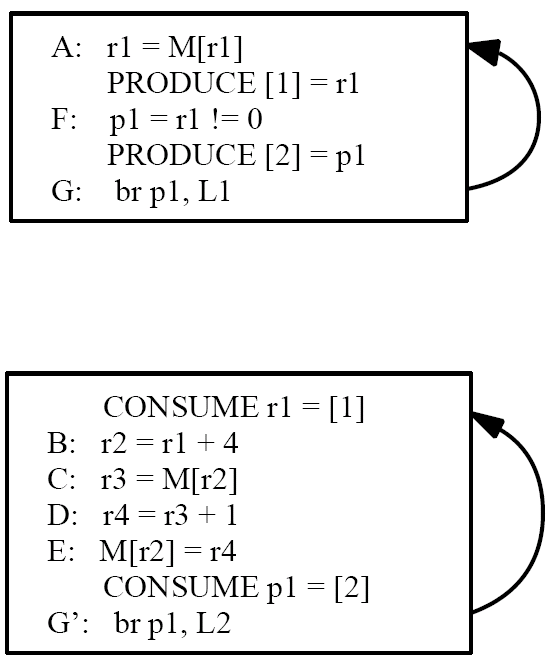 A: r1 = M[r1]
PRODUCE [1] = r1
F: p1 = r1 != 0
PRODUCE [2] = p1
G: br p1, L1
CONSUME r1 = [1]
B: r2 = r1 + 4
C: r3 = M[r2]
D: r4 = r3 + 1
E: M[r2] = r4
CONSUME p1 = [2]
G’: br p1, L2